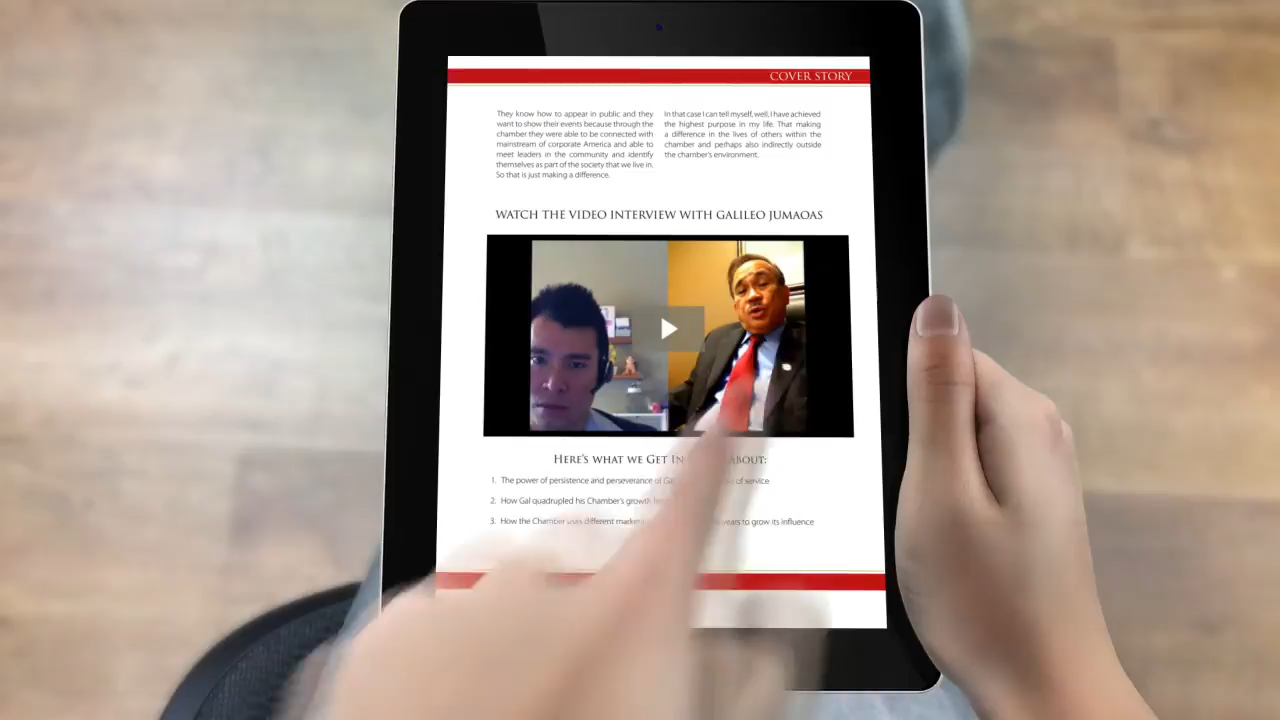 COVER STORY
They know how to appear in public and they
want to show their events because through the
chamber they were able to be connected with
mainstream of corporate America and able to
meet leaders in the community and identify
themselves as part of the society that we live in.
So that is just making a difference.
In that case I can tell myself, well, I have achieved
the highest purpose in my life. That making
a difference in the lives of others within the
chamber and perhaps also indirectly outside
the chamber's environment.
WATCH THE VIDEO INTERVIEW WITH GALILEO JUMAOAS
HERE'S WHAT WE GET IN ABOUT:
1. The power of persistence and perseverance of of service
2. How Gal quadrupled his Chamber's growth
3. How the Chamber uses different years to grow its influence